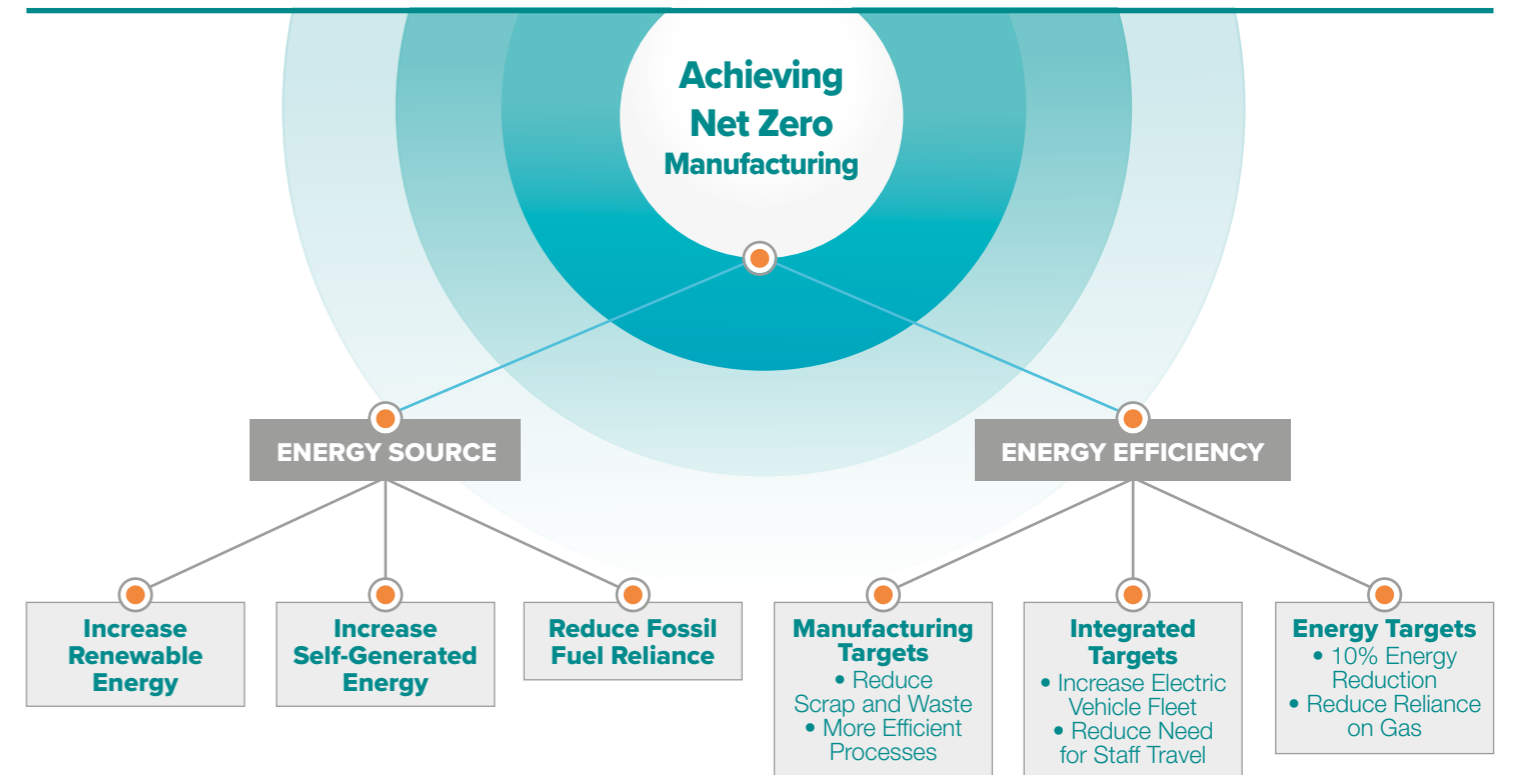 Achieving
Net Zero
Manufacturing
ENERGY SOURCE
ENERGY EFFICIENCY
Increase
Renewable
Energy
Increase
Self-Generated
Energy
Reduce Fossil
Fuel Reliance
Manufacturing
Targets
• Reduce
Scrap and Waste
• More Efficient
Processes
Integrated
Targets
• Increase Electric
Vehicle Fleet
• Reduce Need
for Staff Travel
Energy Targets
• 10% Energy
Reduction
• Reduce Reliance
on Gas